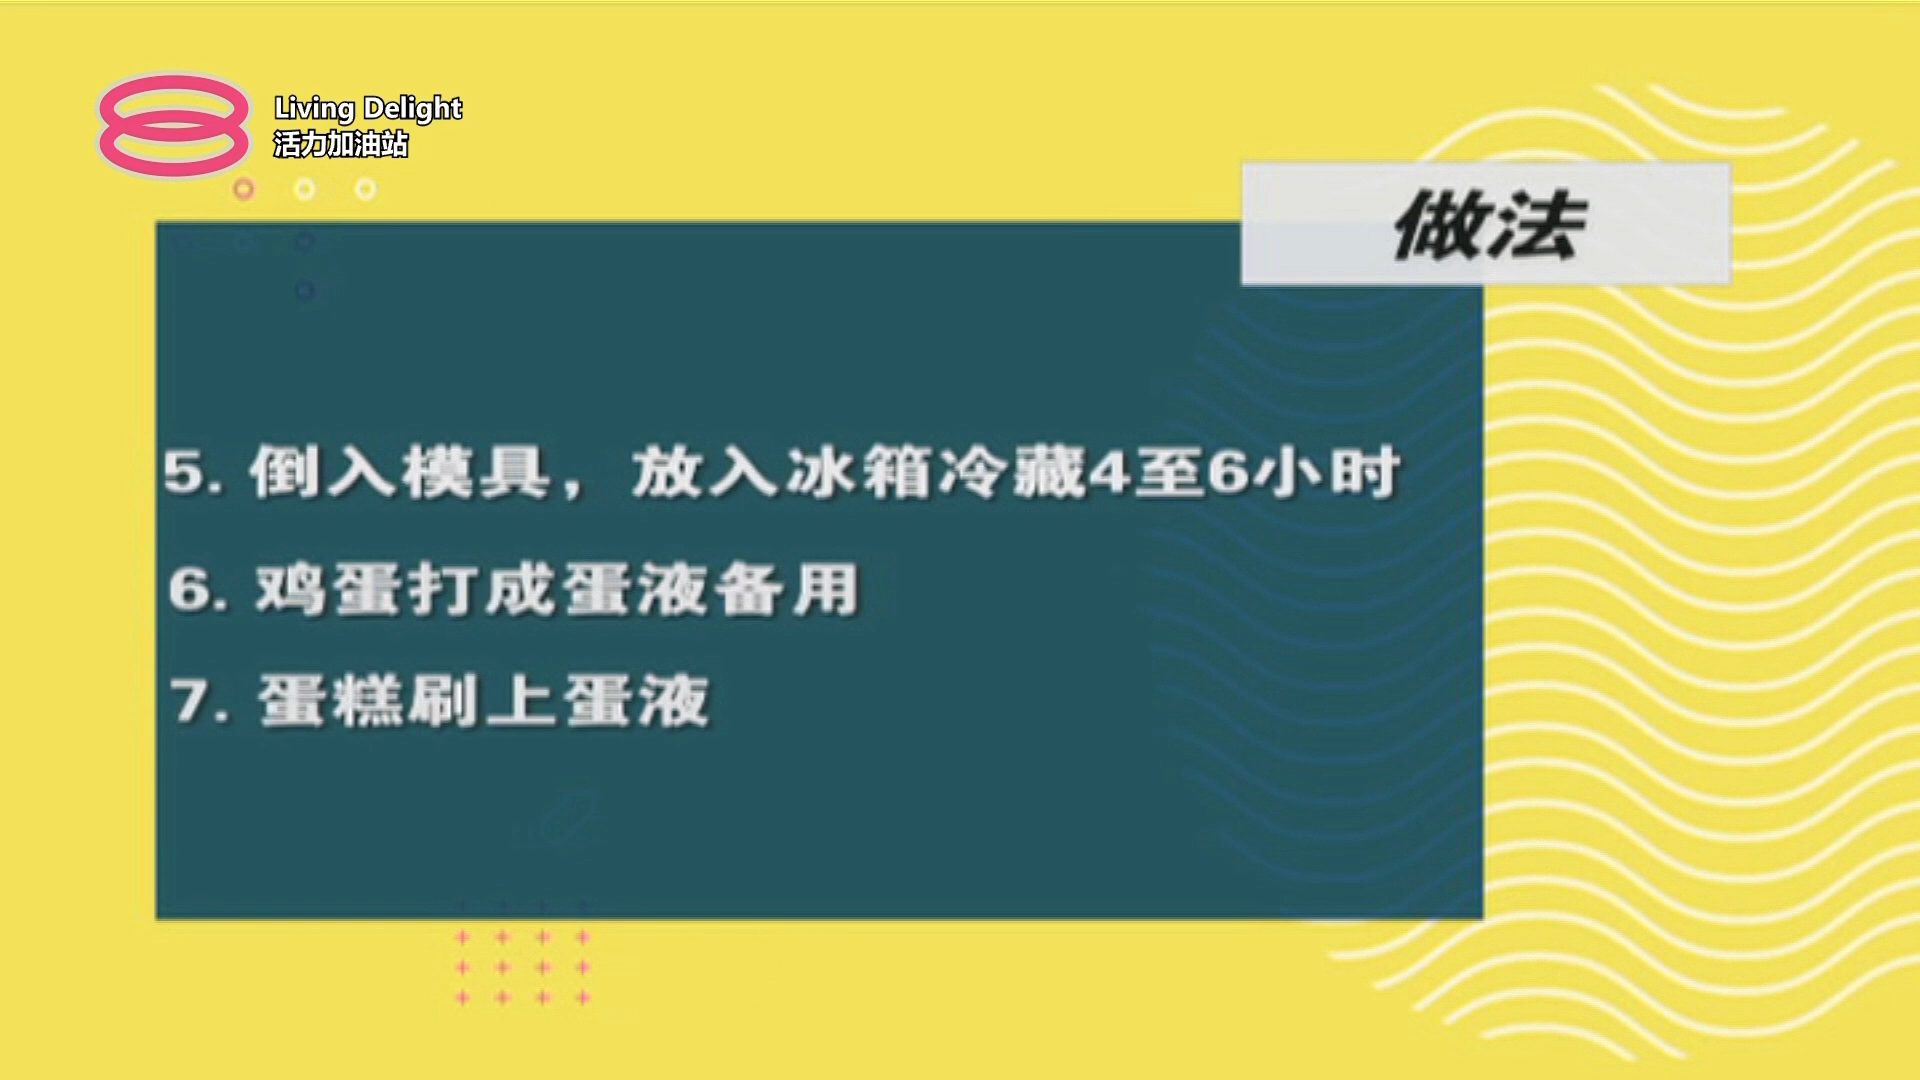 Living Delight
活力加油站
做法
5. 倒入模具，放入冰箱冷藏4至6小时
6. 鸡蛋打成蛋液备用
7. 蛋糕刷上蛋液